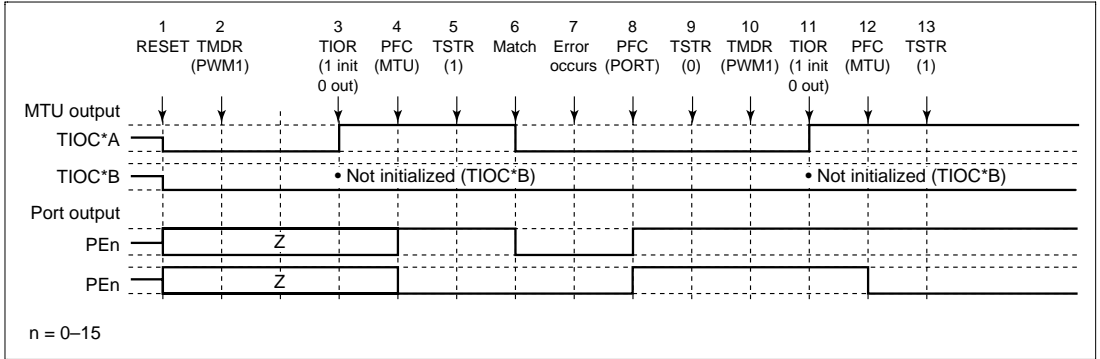 1 2 3 4 5 6 7 8 9 10 11 12 13
RESET TMDR TIOR PFC TSTR Match Error PFC TSTR TMDR TIOR PFC TSTR
(PWM1) (1 init (MTU) (1) occurs (PORT) (0) (PWM1) (1 init (MTU) (1)
0 out) 0 out)
MTU output
TIOC*A
TIOC*B • Not initialized (TIOC*B) • Not initialized (TIOC*B)
Port output
PEn Z
PEn Z
n = 0–15